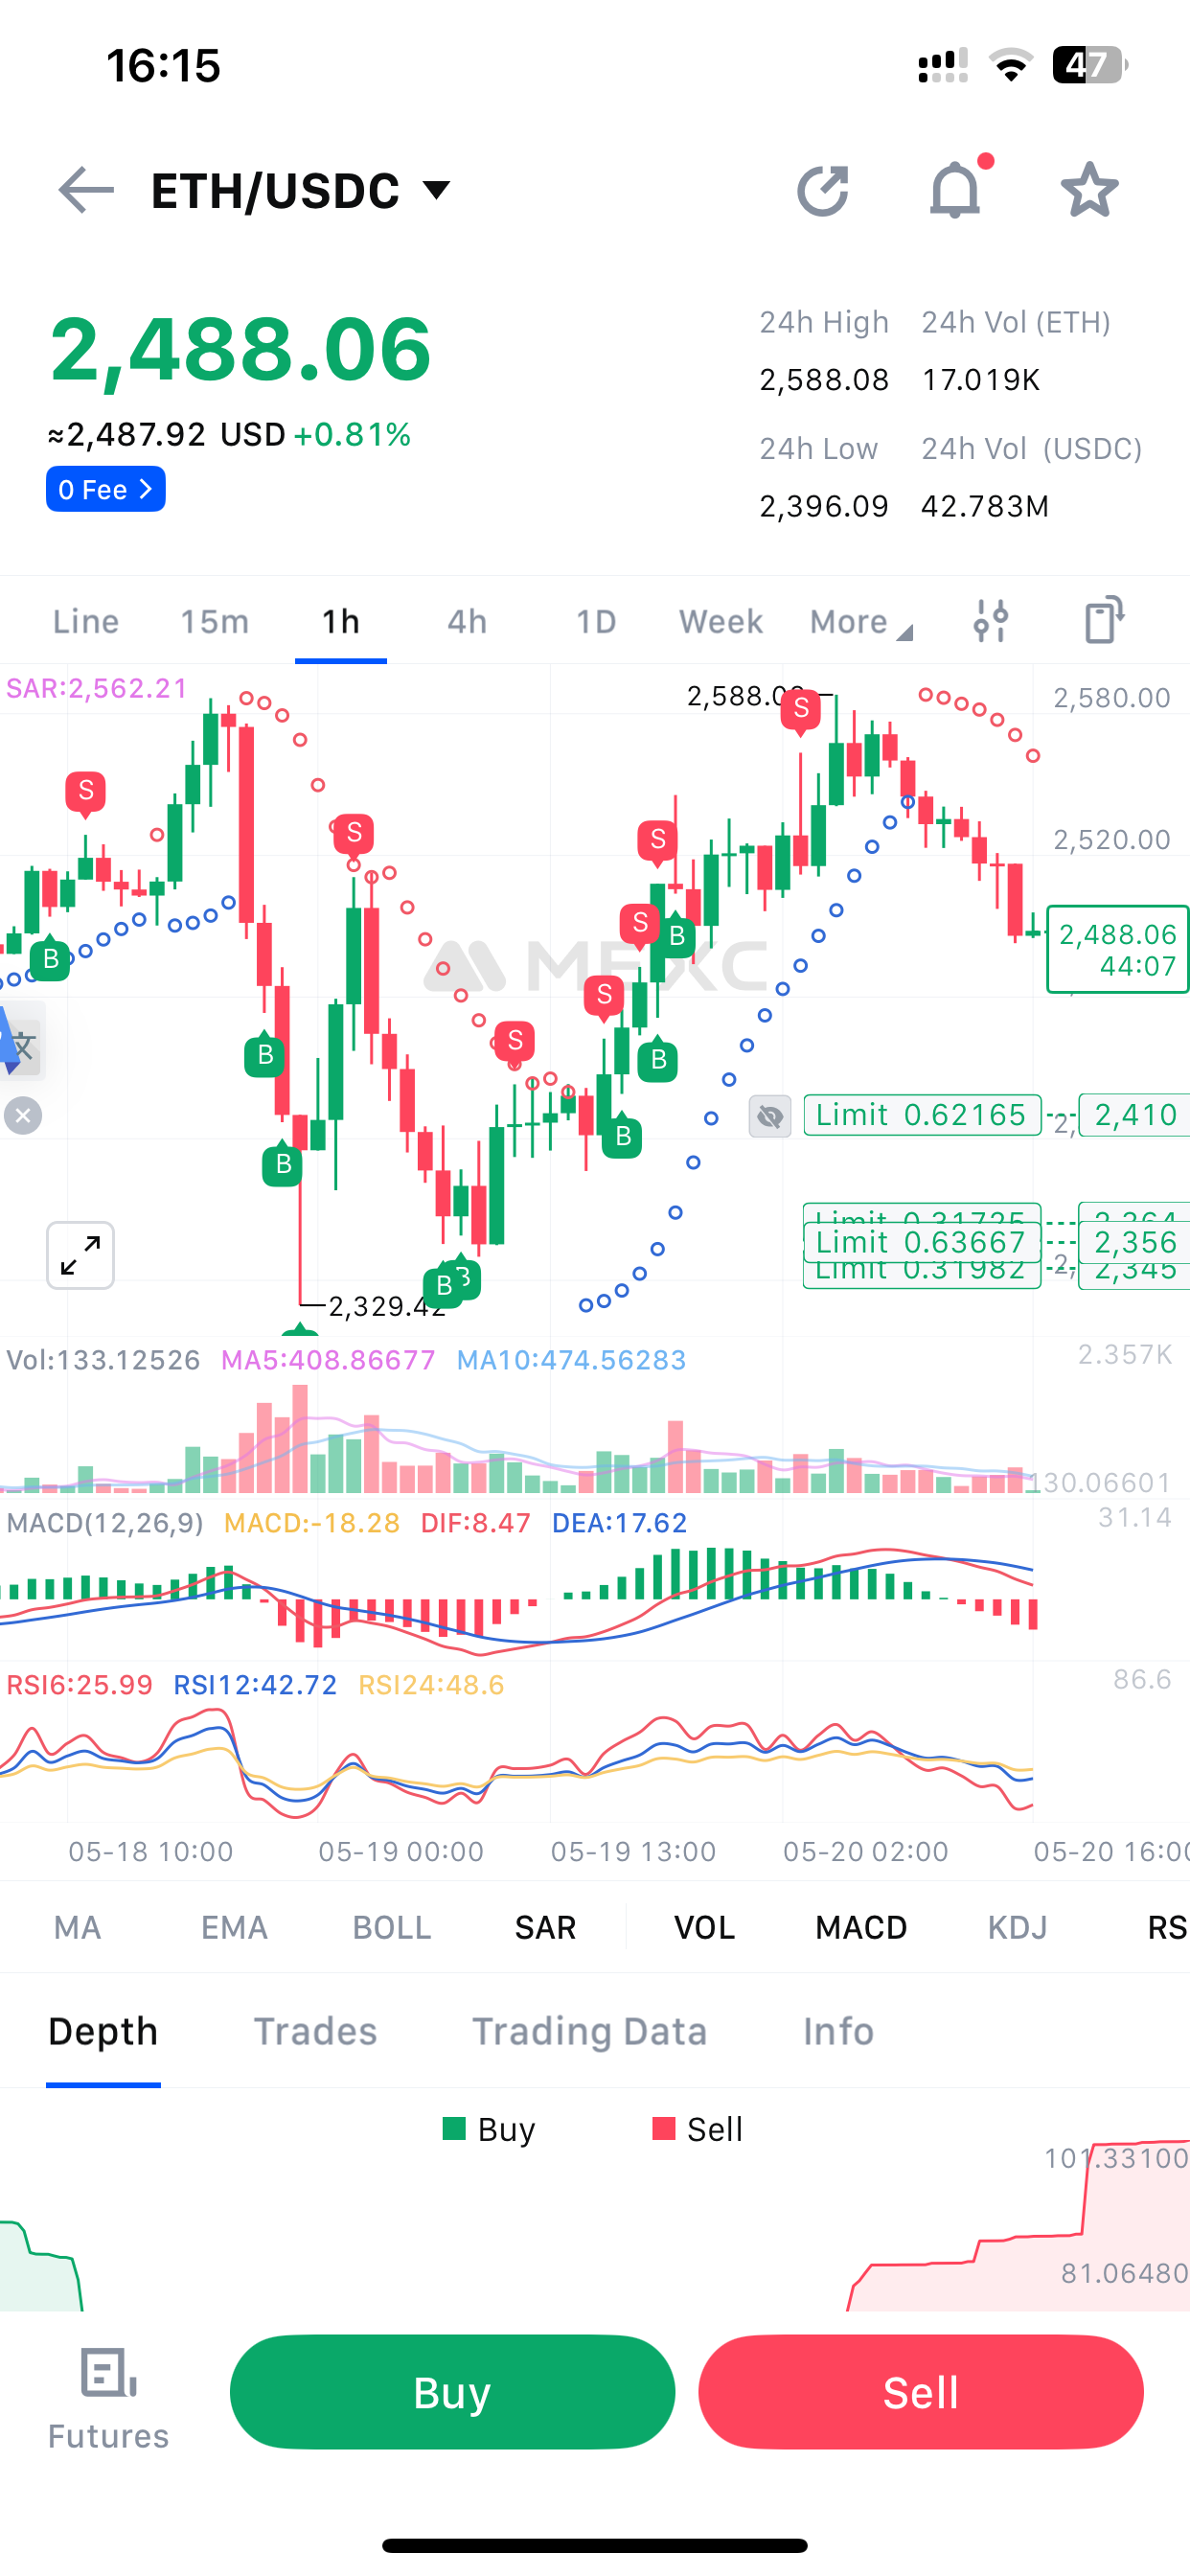 16:15
47
ETH/USDC
2,488.06
≈2,487.92 USD +0.81%
0 Fee
24h High
2,588.08
24h Vol (ETH)
17.019K
24h Low
2,396.09
24h Vol (USDC)
42.783M
Line 15m 1h 4h 1D Week More
SAR:2,562.21
2,580.00
S
S
2,520.00
S
S
S
B
S
B
2,488.06
44:07
MEXC
S
S
B
B
文
B
B
B
B
Limit 0.62165 2,410
Limit 0.31725 2,364
Limit 0.63667 2,356
Limit 0.31982 2,345
2,329.42
Vol:133.12526 MA5:408.86677 MA10:474.56283
2.357K
130.06601
MACD(12,26,9) MACD:-18.28 DIF:8.47 DEA:17.62
31.14
RSI6:25.99 RSI12:42.72 RSI24:48.6
86.6
05-18 10:00 05-19 00:00 05-19 13:00 05-20 02:00 05-20 16:00
MA EMA BOLL SAR VOL MACD KDJ RS
Depth Trades Trading Data Info
Buy Sell
101.33100
81.06480
Futures
Buy
Sell